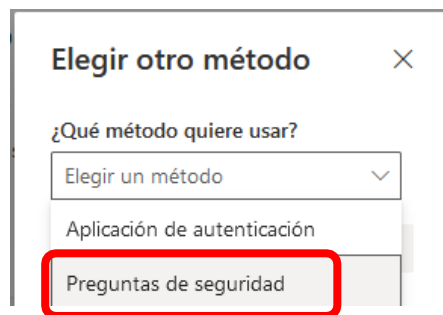 Elegir otro método
¿Qué método quiere usar?
Elegir un método
Aplicación de autenticación
Preguntas de seguridad